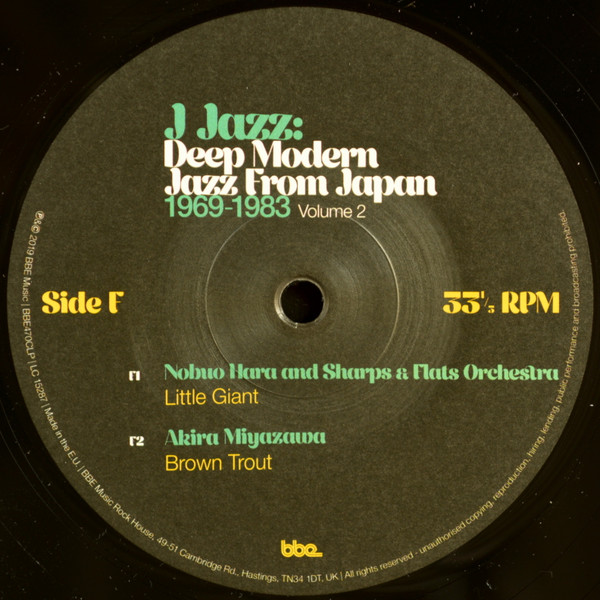 J Jazz:
Deep Modern
Jazz From Japan
1969-1983 Volume 2
Side F
33⅓ RPM
F1 Nobuo Hara and Sharps & Flats Orchestra
Little Giant
F2 Akira Miyazawa
Brown Trout
bbe
℗&© 2019 BBE Music | BBE470CLP | LC 15287 | Made in the E.U. | BBE Music Rock House, 49-51 Cambridge Rd., Hastings, TN34 1DT, UK | All rights reserved - unauthorised copying, reproduction, hiring, lending, public performance and broadcasting prohibited.